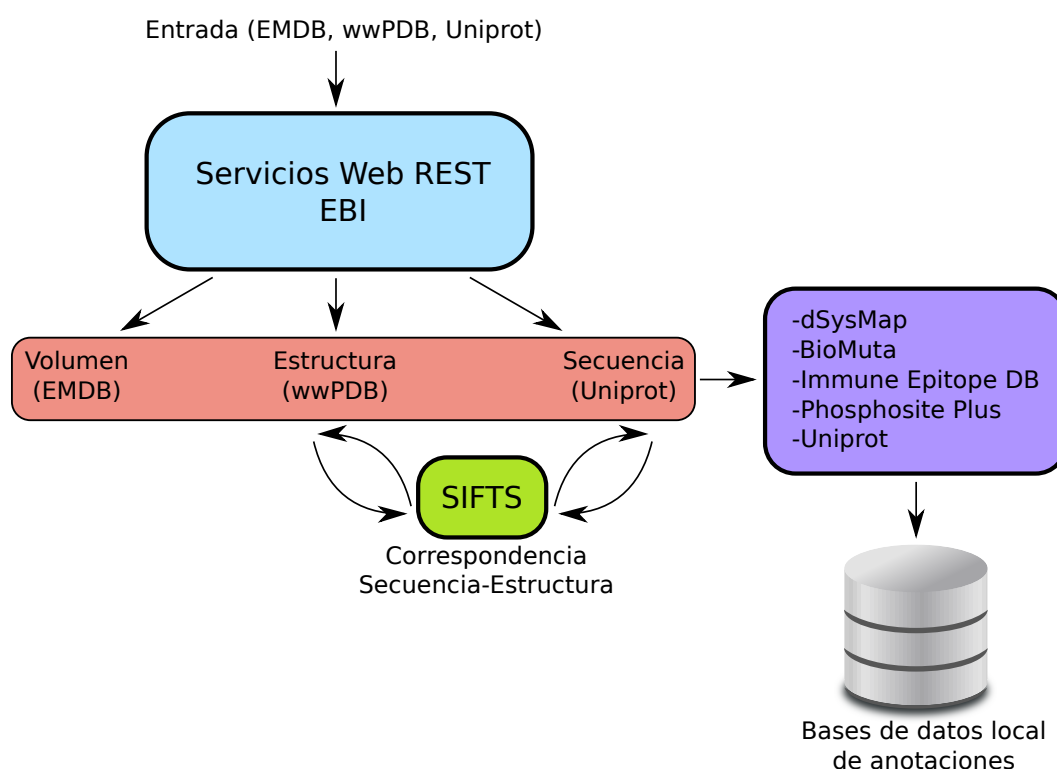 Entrada (EMDB, wwPDB, Uniprot)
Servicios Web REST
EBI
Volumen
(EMDB)
Estructura
(wwPDB)
Secuencia
(Uniprot)
-dSysMap
-BioMuta
-Immune Epitope DB
-Phosphosite Plus
-Uniprot
SIFTS
Correspondencia
Secuencia-Estructura
Bases de datos local
de anotaciones